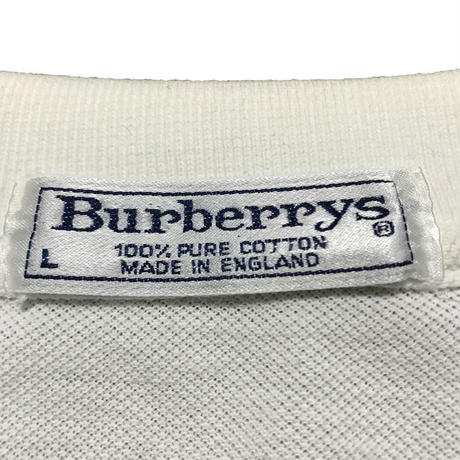 Burberrys®
100% PURE COTTON
L MADE IN ENGLAND